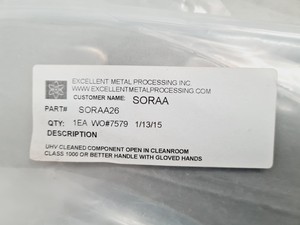 EXCELLENT METAL PROCESSING INC
WWW.EXCELLENTMETALPROCESSING.COM
CUSTOMER NAME: SORAA
PART# SORAA26
QTY: 1EA WO#7579 1/13/15
DESCRIPTION
UHV CLEANED COMPONENT OPEN IN CLEANROOM
CLASS 1000 OR BETTER HANDLE WITH GLOVED HANDS